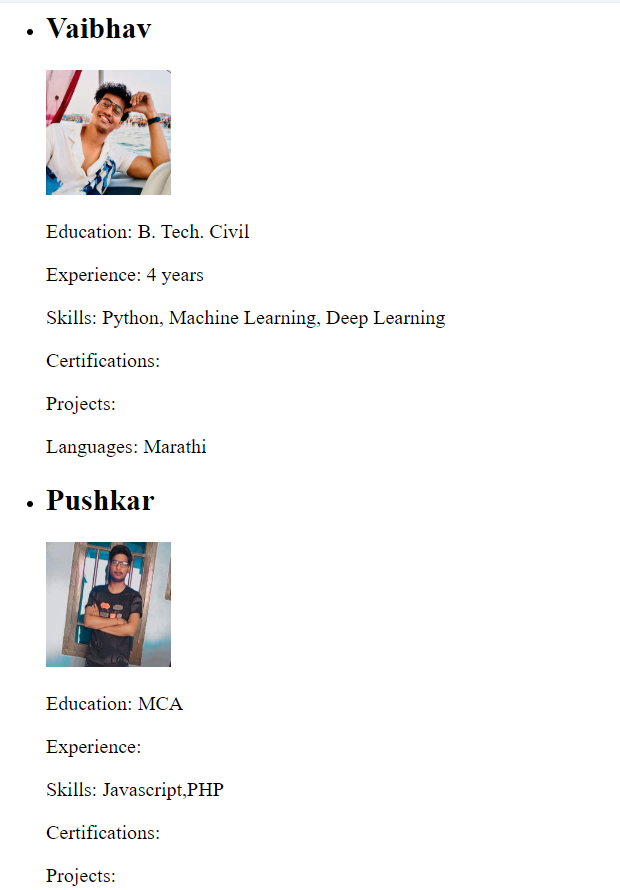 Vaibhav
Education: B. Tech. Civil
Experience: 4 years
Skills: Python, Machine Learning, Deep Learning
Certifications:
Projects:
Languages: Marathi
Pushkar
Education: MCA
Experience:
Skills: Javascript,PHP
Certifications:
Projects: